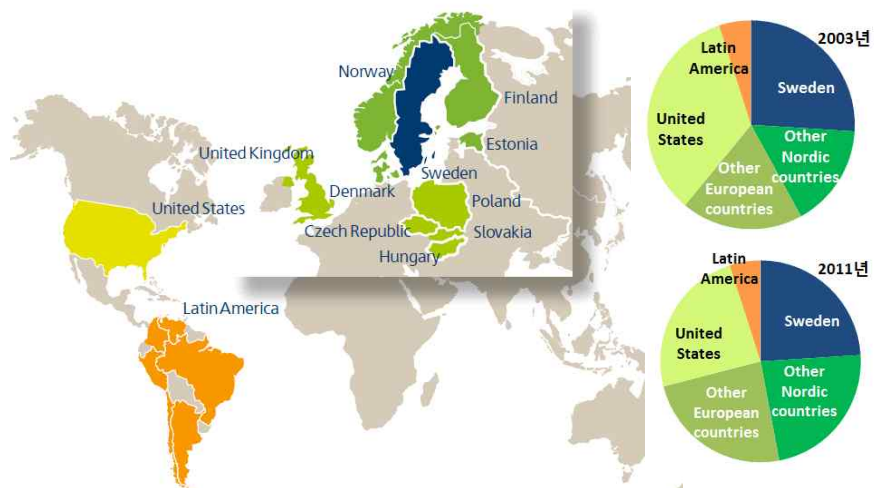 Norway
Finland
Estonia
United Kingdom
Sweden
Denmark
United States
Poland
Czech Republic
Slovakia
Hungary
Latin America
2003년
Latin
America
Sweden
United
States
Other
Nordic
countries
Other
European
countries
2011년
Latin
America
Sweden
United
States
Other
Nordic
countries
Other
European
countries